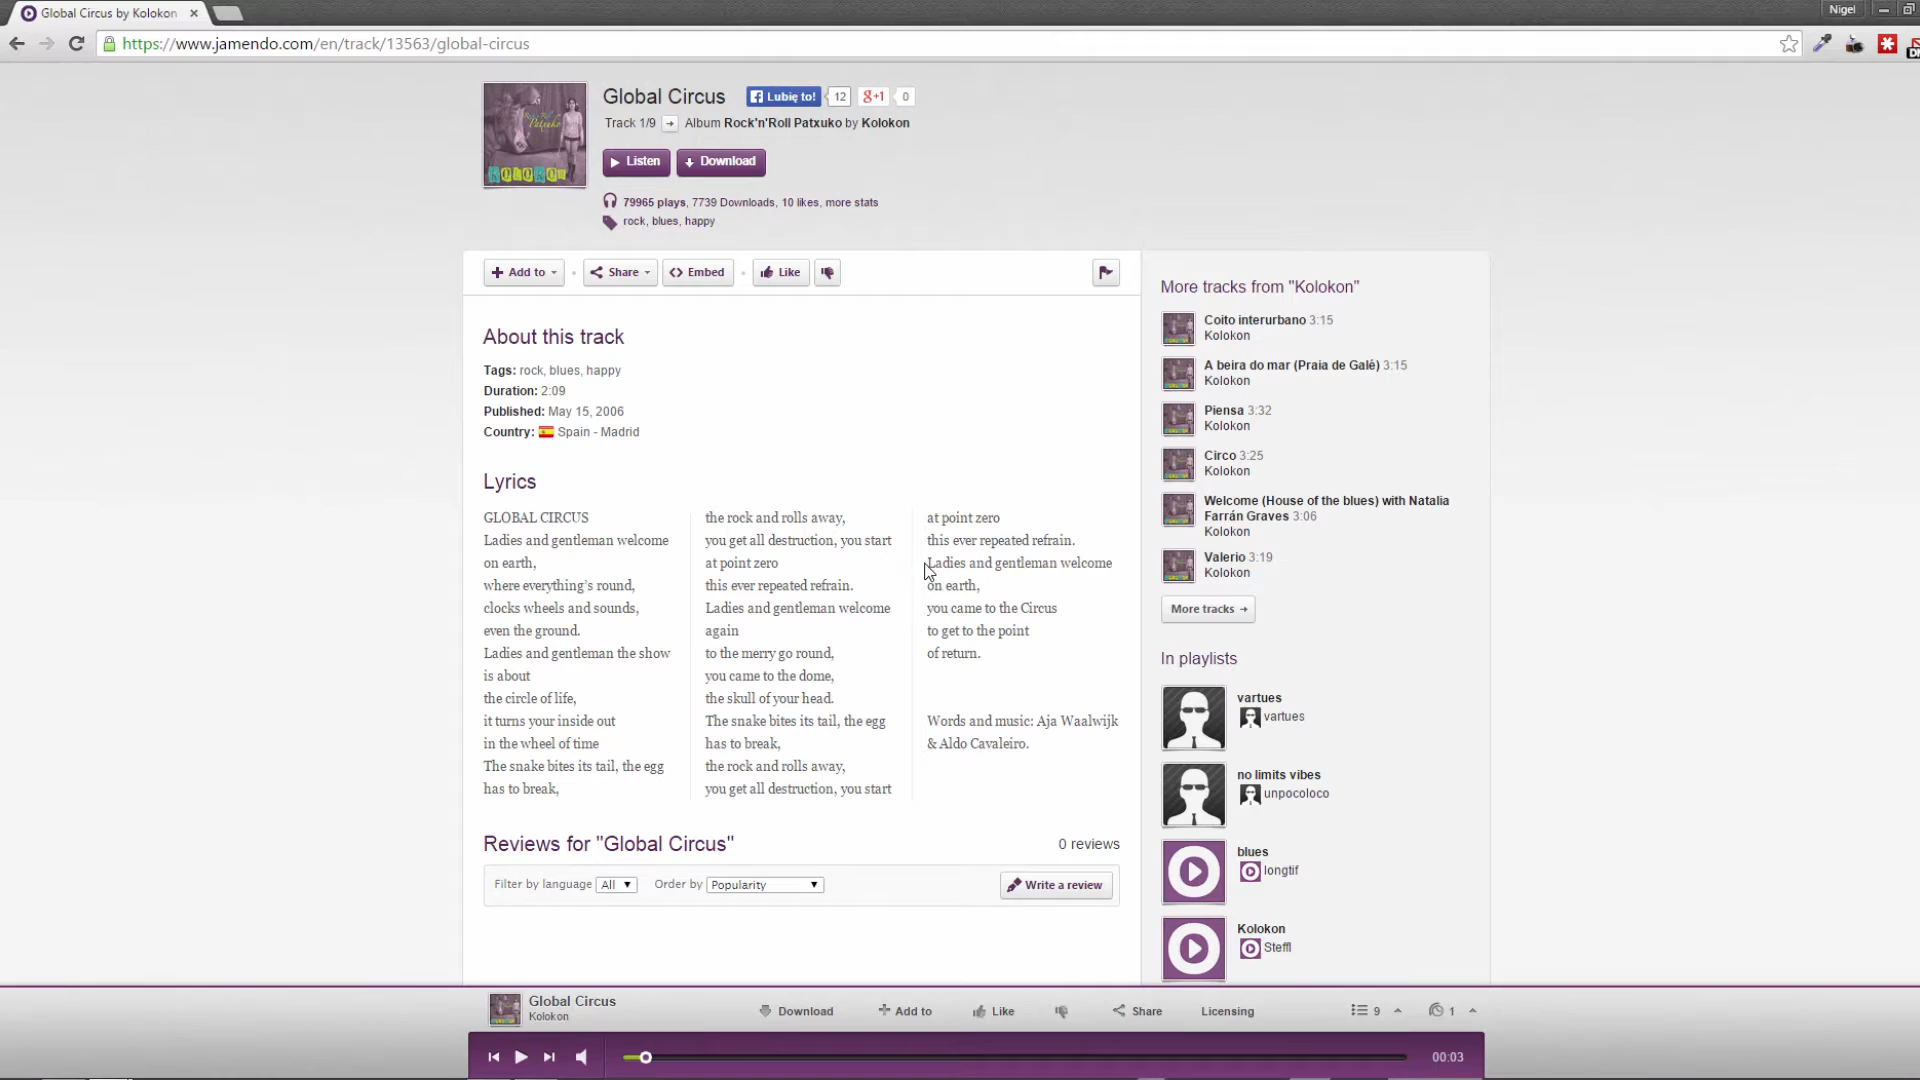 Global Circus by Kolokon
Nigel
https://www.jamendo.com/en/track/13563/global-circus
Global Circus
Lubię to!
12
g+1
0
Track 1/9
Album Rock'n'Roll Patxuko by Kolokon
Patxuko
KOLOKON
Listen
Download
79965 plays, 7739 Downloads, 10 likes, more stats
rock, blues, happy
Add to
Share
Embed
Like
About this track
Tags: rock, blues, happy
Duration: 2:09
Published: May 15, 2006
Country: Spain - Madrid
Lyrics
GLOBAL CIRCUS
Ladies and gentleman welcome
on earth,
where everything's round,
clocks wheels and sounds,
even the ground.
Ladies and gentleman the show
is about
the circle of life,
it turns your inside out
in the wheel of time
The snake bites its tail, the egg
has to break,
the rock and rolls away,
you get all destruction, you start
at point zero
this ever repeated refrain.
Ladies and gentleman welcome
again
to the merry go round,
you came to the dome,
the skull of your head.
The snake bites its tail, the egg
has to break,
the rock and rolls away,
you get all destruction, you start
at point zero
this ever repeated refrain.
Ladies and gentleman welcome
on earth,
you came to the Circus
to get to the point
of return.
Words and music: Aja Waalwijk
& Aldo Cavaleiro.
Reviews for "Global Circus"
0 reviews
Filter by language
All
Order by
Popularity
Write a review
More tracks from "Kolokon"
Coito interurbano 3:15
Kolokon
A beira do mar (Praia de Galé) 3:15
Kolokon
Piensa 3:32
Kolokon
Circo 3:25
Kolokon
Welcome (House of the blues) with Natalia
Farrán Graves 3:06
Kolokon
Valerio 3:19
Kolokon
More tracks
In playlists
vartues
vartues
no limits vibes
unpocoloco
blues
longtif
Kolokon
Steffl
Global Circus
Kolokon
Download
Add to
Like
Share
Licensing
9
1
00:03